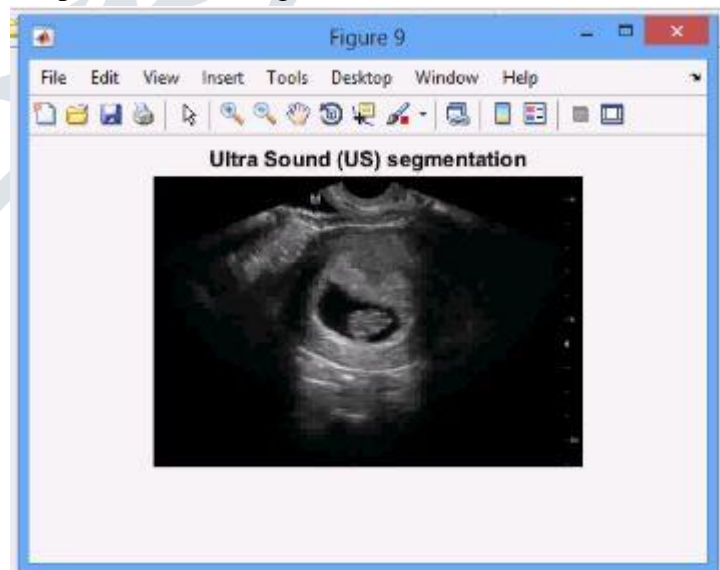 Figure 9
File Edit View Insert Tools Desktop Window Help
Ultra Sound (US) segmentation